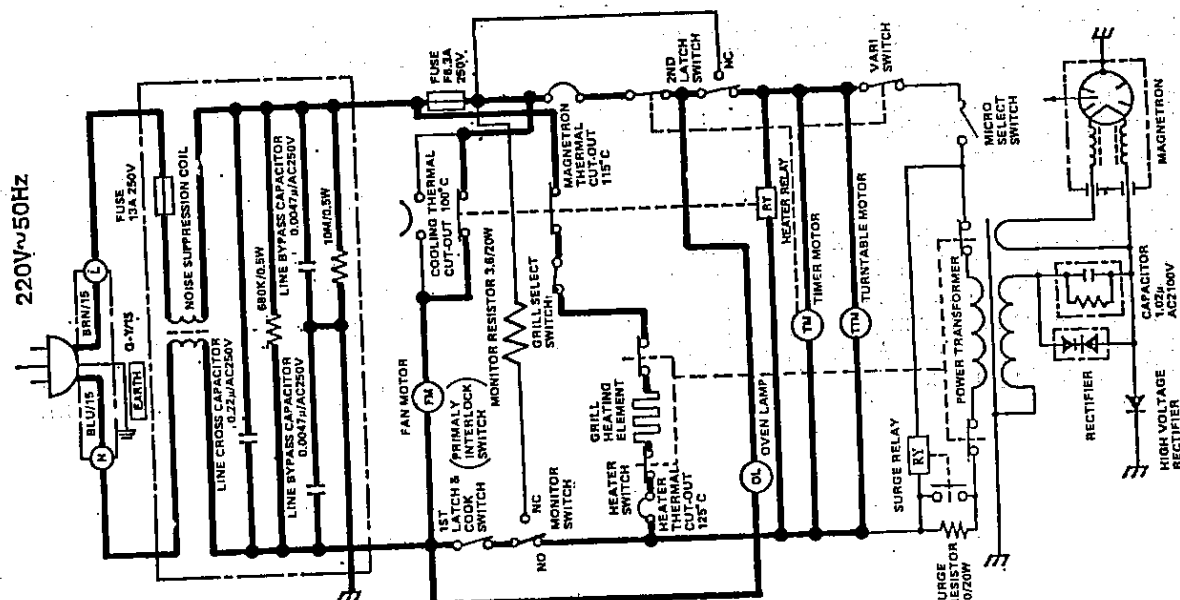 220V~50Hz
BLU/15
BRN/15
G-Y/15
EARTH
N
L
FUSE
13A 250V
NOISE SUPPRESSION COIL
LINE CROSS CAPACITOR
0.22µ/AC250V
680K/0.5W
LINE BYPASS CAPACITOR
0.0047µ/AC250V
LINE BYPASS CAPACITOR
0.0047µ/AC250V
10M/0.5W
FUSE
F6.3A
250V
FAN MOTOR
FM
COOLING THERMAL
CUT-OUT 100°C
(PRIMALY
INTERLOCK
SWITCH)
1ST
LATCH &
COOK
SWITCH
MONITOR RESISTOR 3.6/20W
NC
NO
MONITOR
SWITCH
GRILL SELECT
SWITCH
MAGNETRON
THERMAL
CUT-OUT
115°C
GRILL
HEATING
ELEMENT
HEATER
SWITCH
HEATER
THERMAL
CUT-OUT
125°C
2ND
LATCH
SWITCH
NC
HEATER RELAY
RY
OVEN LAMP
OL
TIMER MOTOR
TM
TURNTABLE MOTOR
TTM
VARI
SWITCH
MICRO
SELECT
SWITCH
SURGE RELAY
RY
POWER TRANSFORMER
RESISTOR
MAGNETRON
CAPACITOR
1.02µ
AC2100V
RECTIFIER
HIGH VOLTAGE
RECTIFIER